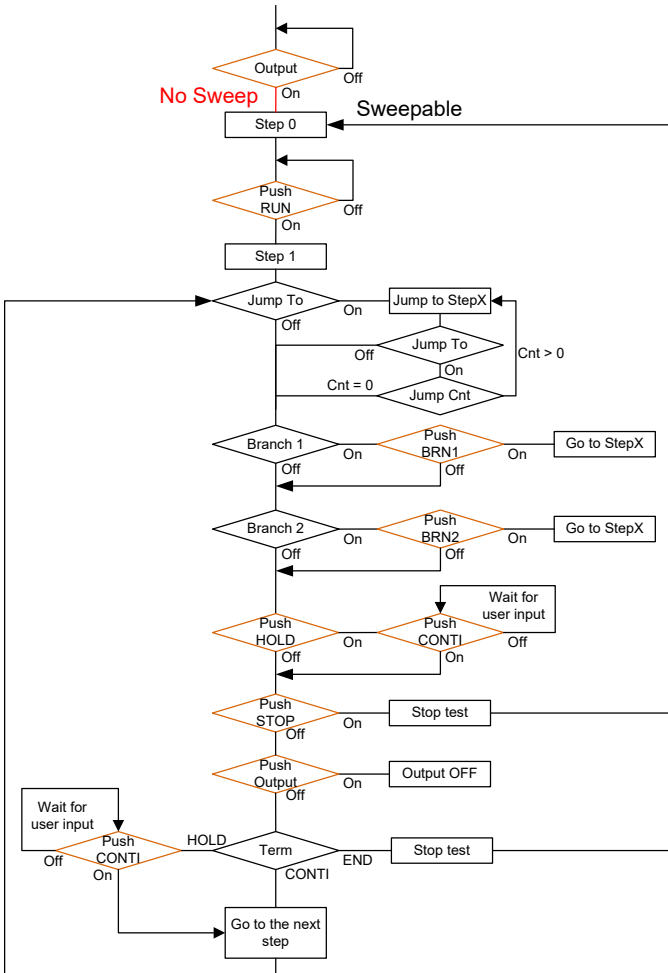 Output
Off
On
No Sweep
Sweepable
Step 0
Push
RUN
Off
On
Step 1
Jump To
On
Jump to StepX
Off
Jump To
Off
On
Cnt > 0
Cnt = 0
Jump Cnt
Branch 1
On
Push
BRN1
On
Go to StepX
Off
Off
Branch 2
On
Push
BRN2
On
Go to StepX
Off
Off
Wait for
user input
Push
HOLD
On
Push
CONTI
Off
Off
On
Push
STOP
On
Stop test
Off
Push
Output
On
Output OFF
Off
Wait for
user input
Push
CONTI
Off
On
HOLD
Term
END
Stop test
CONTI
Go to the next
step